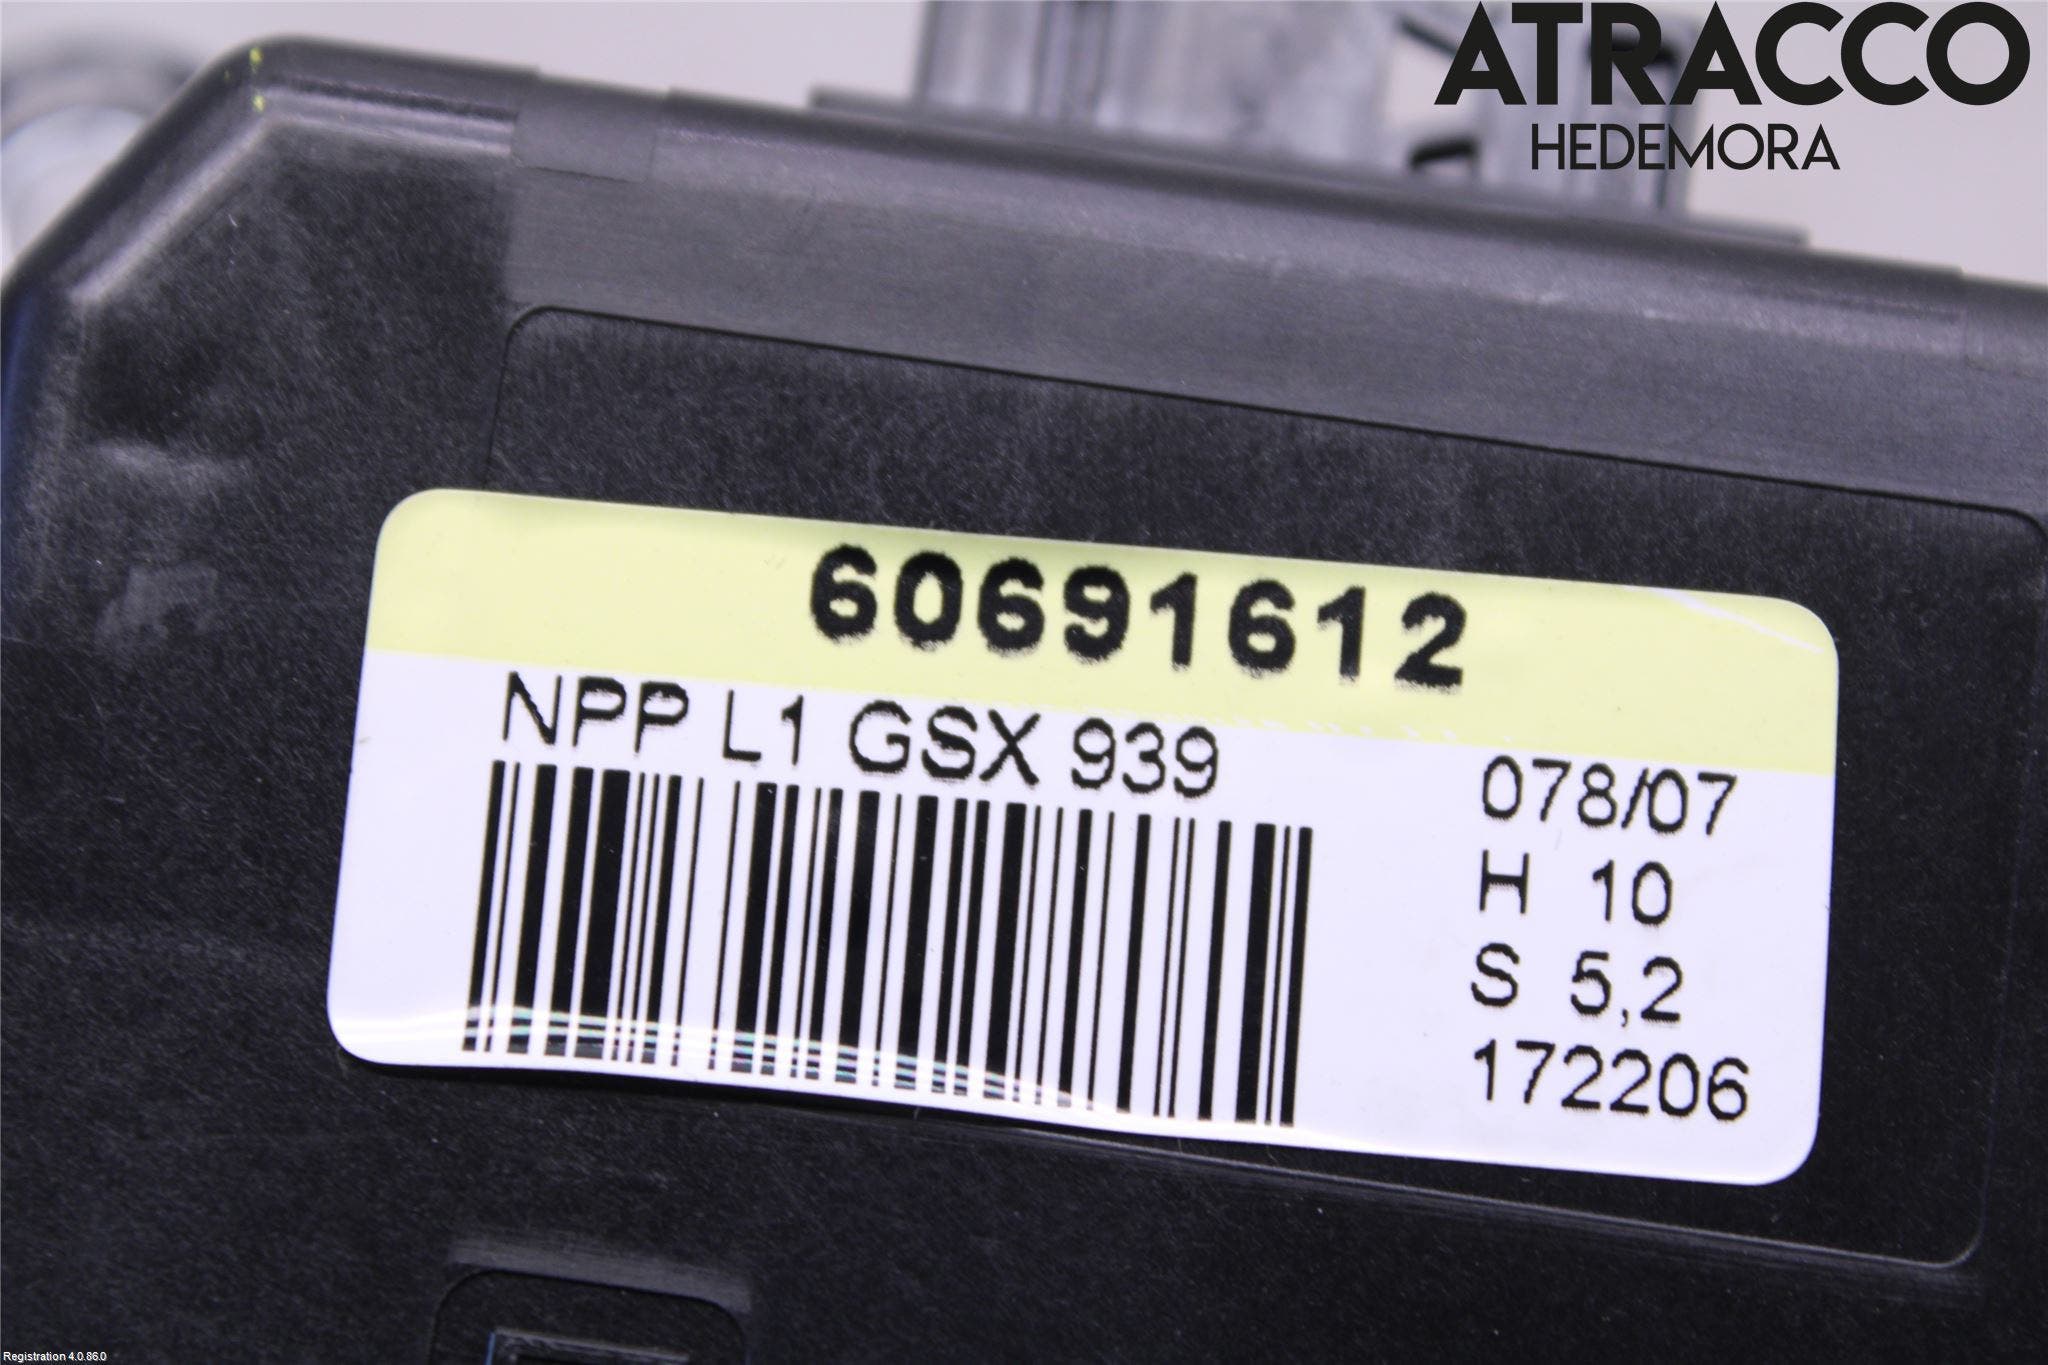 ATRACCO
HEDEMORA
60691612
NPP L1 GSX 939
078/07
H 10
S 5,2
172206
Registration 4.0.86.0